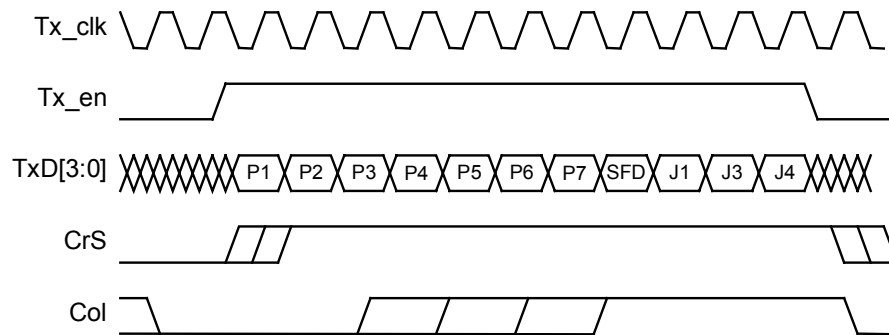 Tx_clk
Tx_en
TxD[3:0] P1 P2 P3 P4 P5 P6 P7 SFD J1 J3 J4
CrS
Col